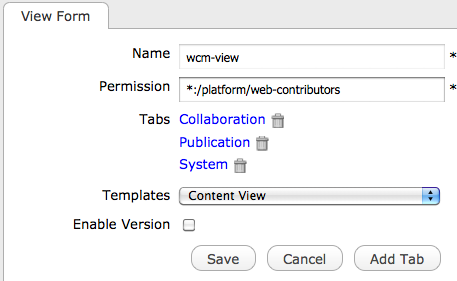 View Form
Name wcm-view *
Permission *:/platform/web-contributors *
Tabs Collaboration
Publication
System
Templates Content View
Enable Version
Save Cancel Add Tab